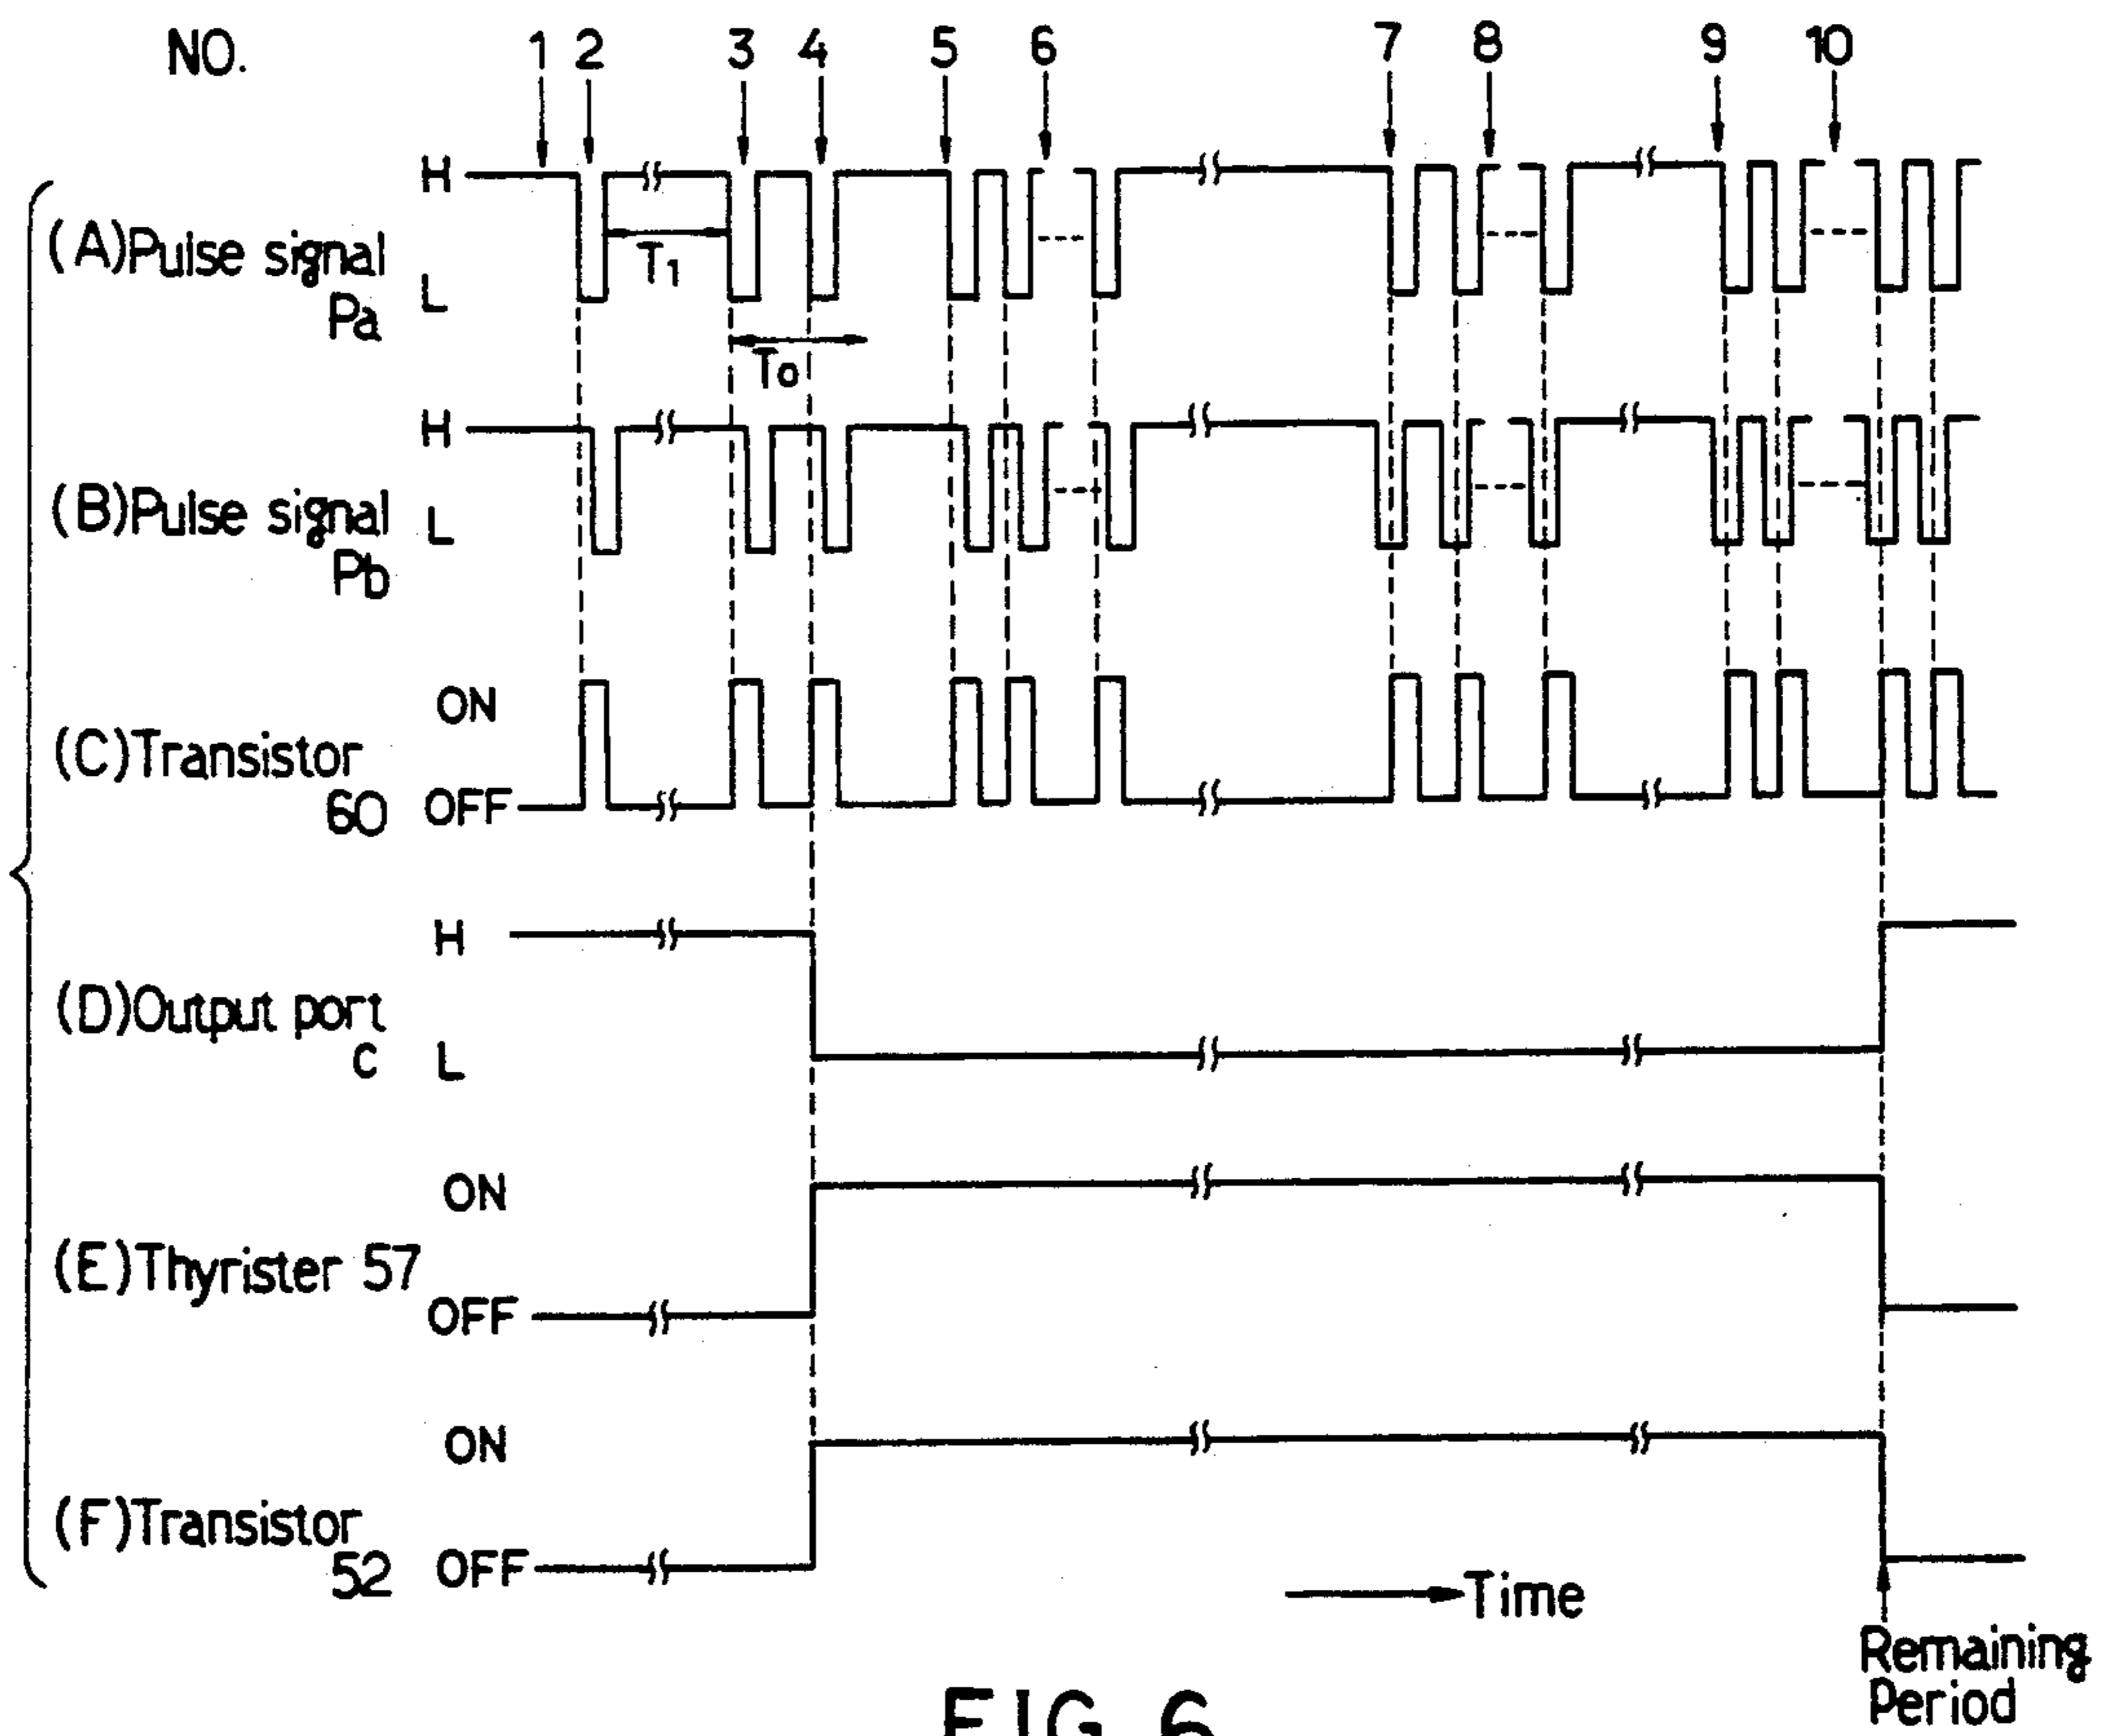 NO. 1 2 3 4 5 6 7 8 9 10
H
(A) Pulse signal
Pa
L
T1
To
H
(B) Pulse signal
Pb
L
ON
(C) Transistor
60 OFF
H
(D) Output port
c L
ON
(E) Thyrister 57
OFF
ON
(F) Transistor
52 OFF
Time
Remaining
Period
FIG. 6